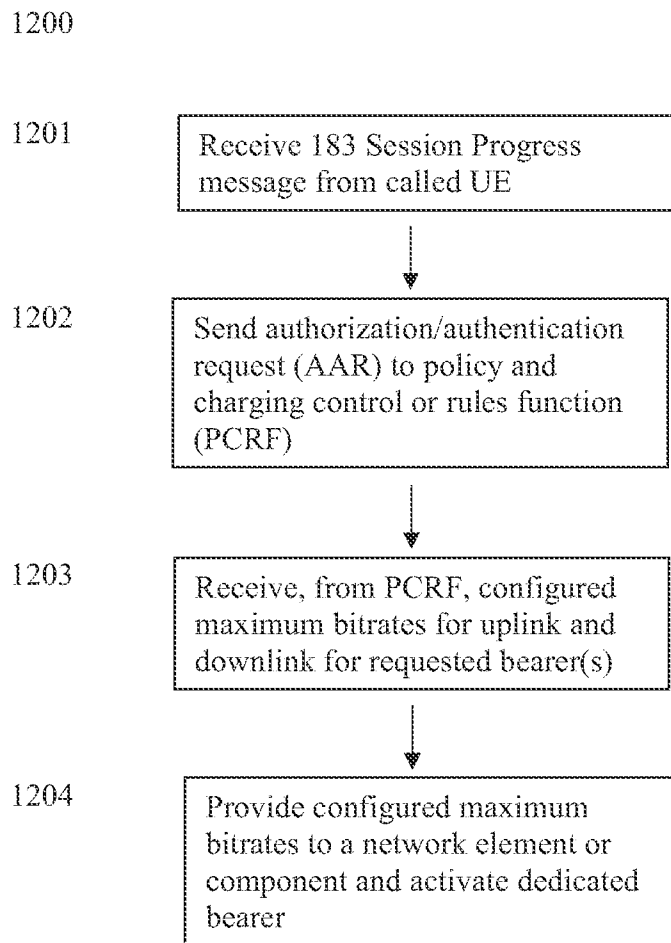 1200
1201
Receive 183 Session Progress
message from called UE
1202
Send authorization/authentication
request (AAR) to policy and
charging control or rules function
(PCRF)
1203
Receive, from PCRF, configured
maximum bitrates for uplink and
downlink for requested bearer(s)
1204
Provide configured maximum
bitrates to a network element or
component and activate dedicated
bearer